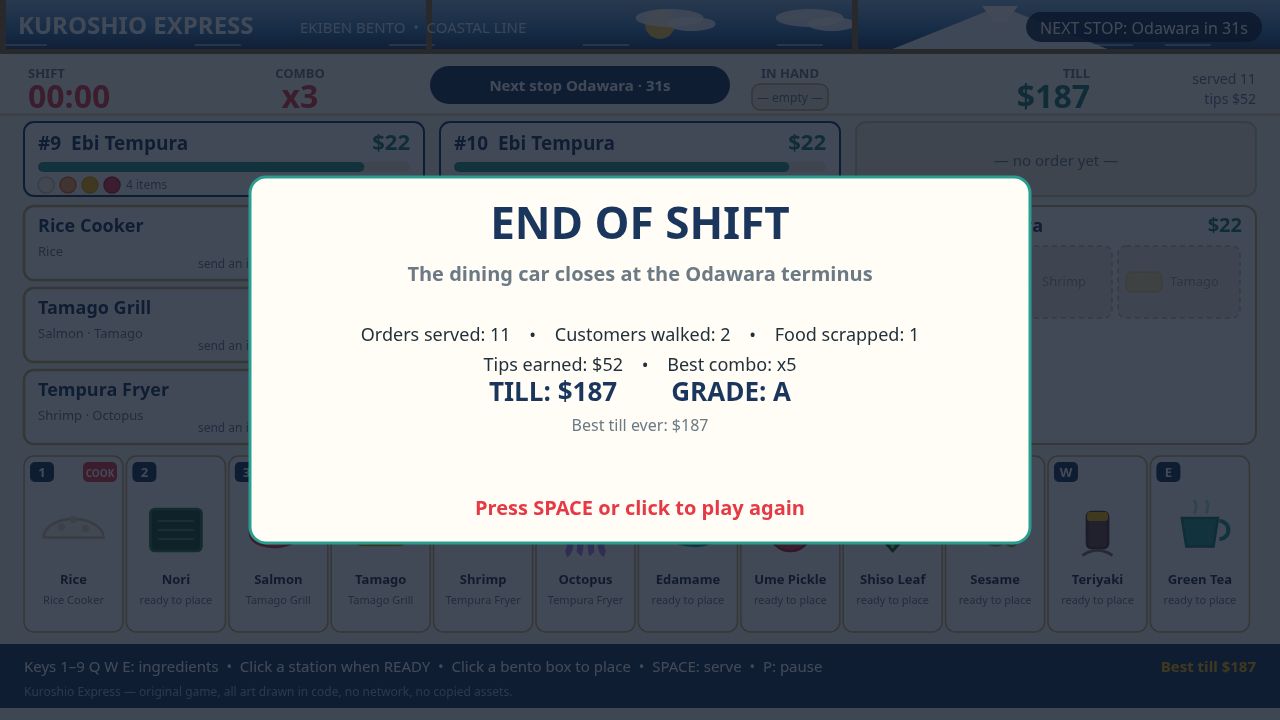 KUROSHIO EXPRESS
EKIBEN BENTO • COASTAL LINE
NEXT STOP: Odawara in 31s
SHIFT
00:00
COMBO
x3
Next stop Odawara · 31s
IN HAND
— empty —
TILL
$187
served 11
tips $52
#9 Ebi Tempura $22
4 items
#10 Ebi Tempura $22
— no order yet —
Rice Cooker
Rice
send an i
Tamago Grill
Salmon · Tamago
send an i
Tempura Fryer
Shrimp · Octopus
send an i
a $22
Shrimp
Tamago
END OF SHIFT
The dining car closes at the Odawara terminus
Orders served: 11 • Customers walked: 2 • Food scrapped: 1
Tips earned: $52 • Best combo: x5
TILL: $187 GRADE: A
Best till ever: $187
Press SPACE or click to play again
1 COOK 2 3 W E
Rice Nori Salmon Tamago Shrimp Octopus Edamame Ume Pickle Shiso Leaf Sesame Teriyaki Green Tea
Rice Cooker ready to place Tamago Grill Tamago Grill Tempura Fryer Tempura Fryer ready to place ready to place ready to place ready to place ready to place ready to place
Keys 1–9 Q W E: ingredients • Click a station when READY • Click a bento box to place • SPACE: serve • P: pause
Best till $187
Kuroshio Express — original game, all art drawn in code, no network, no copied assets.